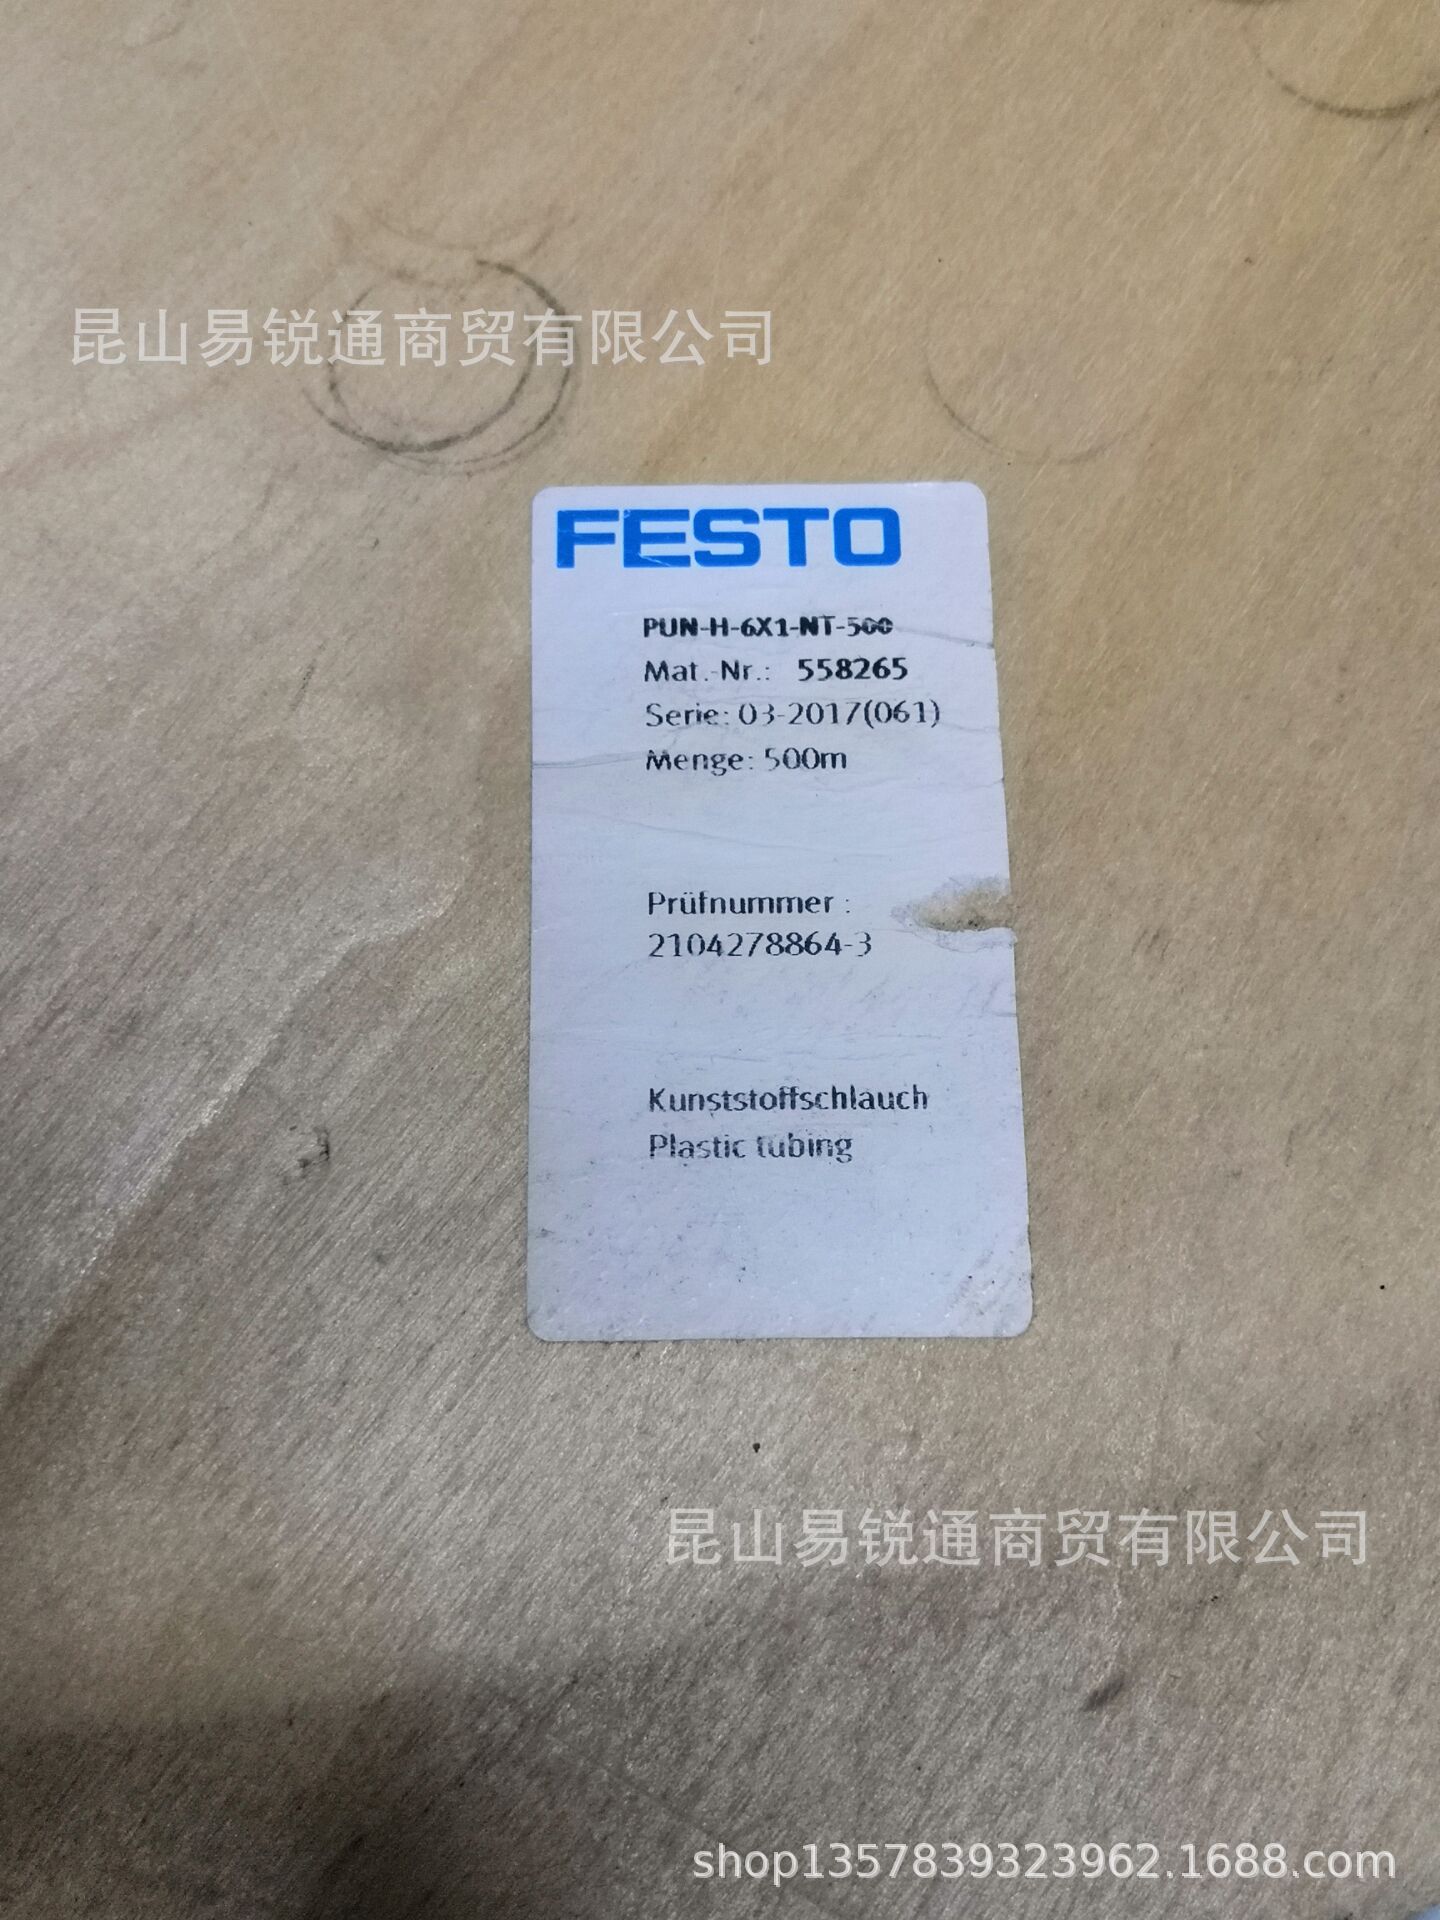 昆山易锐通商贸有限公司
FESTO
PUN-H-6X1-NT-500
Mat.-Nr.: 558265
Serie: 03-2017(061)
Menge: 500m
Prüfnummer :
2104278864-3
Kunststoffschlauch
Plastic tubing
昆山易锐通商贸有限公司
shop1357839323962.1688.com